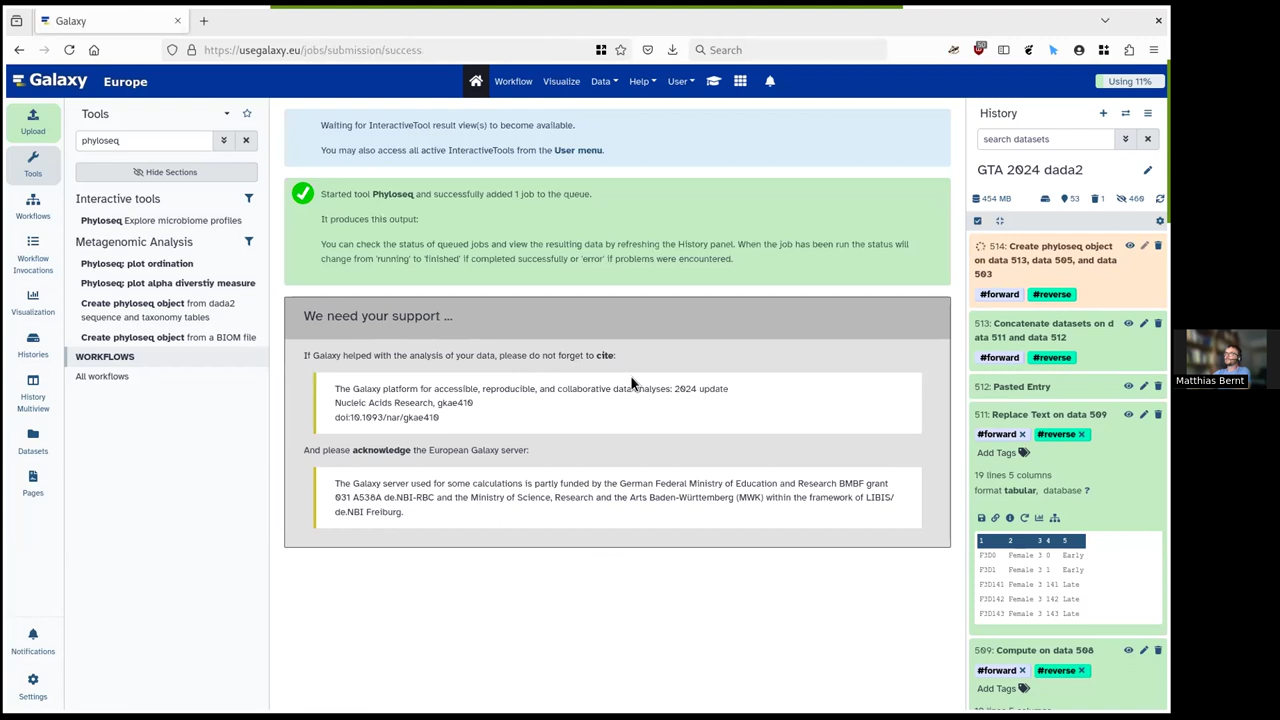 Galaxy
https://usegalaxy.eu/jobs/submission/success
Search
Galaxy Europe
Workflow Visualize Data Help User
Using 11%
Upload
Tools
Workflows
Workflow
Invocations
Visualization
Histories
History
Multiview
Datasets
Pages
Notifications
Settings
Tools
phyloseq
Hide Sections
Interactive tools
Phyloseq Explore microbiome profiles
Metagenomic Analysis
Phyloseq: plot ordination
Phyloseq: plot alpha diverstiy measure
Create phyloseq object from dada2
sequence and taxonomy tables
Create phyloseq object from a BIOM file
WORKFLOWS
All workflows
Waiting for InteractiveTool result view(s) to become available.
You may also access all active InteractiveTools from the User menu.
Started tool Phyloseq and successfully added 1 job to the queue.
It produces this output:
You can check the status of queued jobs and view the resulting data by refreshing the History panel. When the job has been run the status will
change from 'running' to 'finished' if completed successfully or 'error' if problems were encountered.
We need your support ...
If Galaxy helped with the analysis of your data, please do not forget to cite:
The Galaxy platform for accessible, reproducible, and collaborative data analyses: 2024 update
Nucleic Acids Research, gkae410
doi:10.1093/nar/gkae410
And please acknowledge the European Galaxy server:
The Galaxy server used for some calculations is partly funded by the German Federal Ministry of Education and Research BMBF grant
031 A538A de.NBI-RBC and the Ministry of Science, Research and the Arts Baden-Württemberg (MWK) within the framework of LIBIS/
de.NBI Freiburg.
History
search datasets
GTA 2024 dada2
454 MB 53 1 460
514: Create phyloseq object
on data 513, data 505, and data
503
#forward #reverse
513: Concatenate datasets on d
ata 511 and data 512
#forward #reverse
512: Pasted Entry
511: Replace Text on data 509
#forward #reverse
Add Tags
19 lines 5 columns
format tabular, database ?
1 2 3 4 5
F3D0 Female 3 0 Early
F3D1 Female 3 1 Early
F3D141 Female 3 141 Late
F3D142 Female 3 142 Late
F3D143 Female 3 143 Late
509: Compute on data 508
#forward #reverse
Add Tags
Matthias Bernt